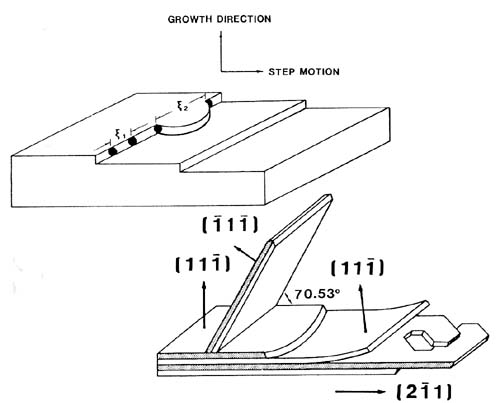 GROWTH DIRECTION
STEP MOTION
ξ₂
ξ₁
(1̄11̄)
(111̄)
(111̄)
70.53°
(21̄1)